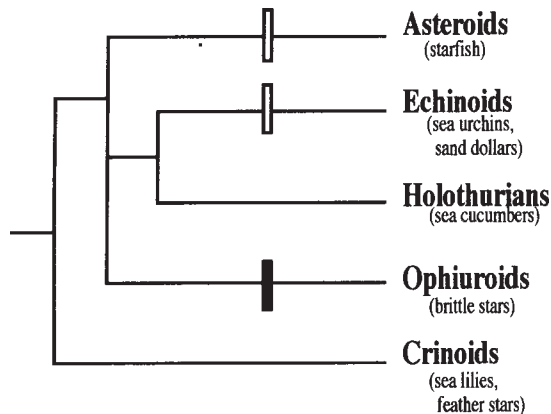 Asteroids
(starfish)
Echinoids
(sea urchins,
sand dollars)
Holothurians
(sea cucumbers)
Ophiuroids
(brittle stars)
Crinoids
(sea lilies,
feather stars)